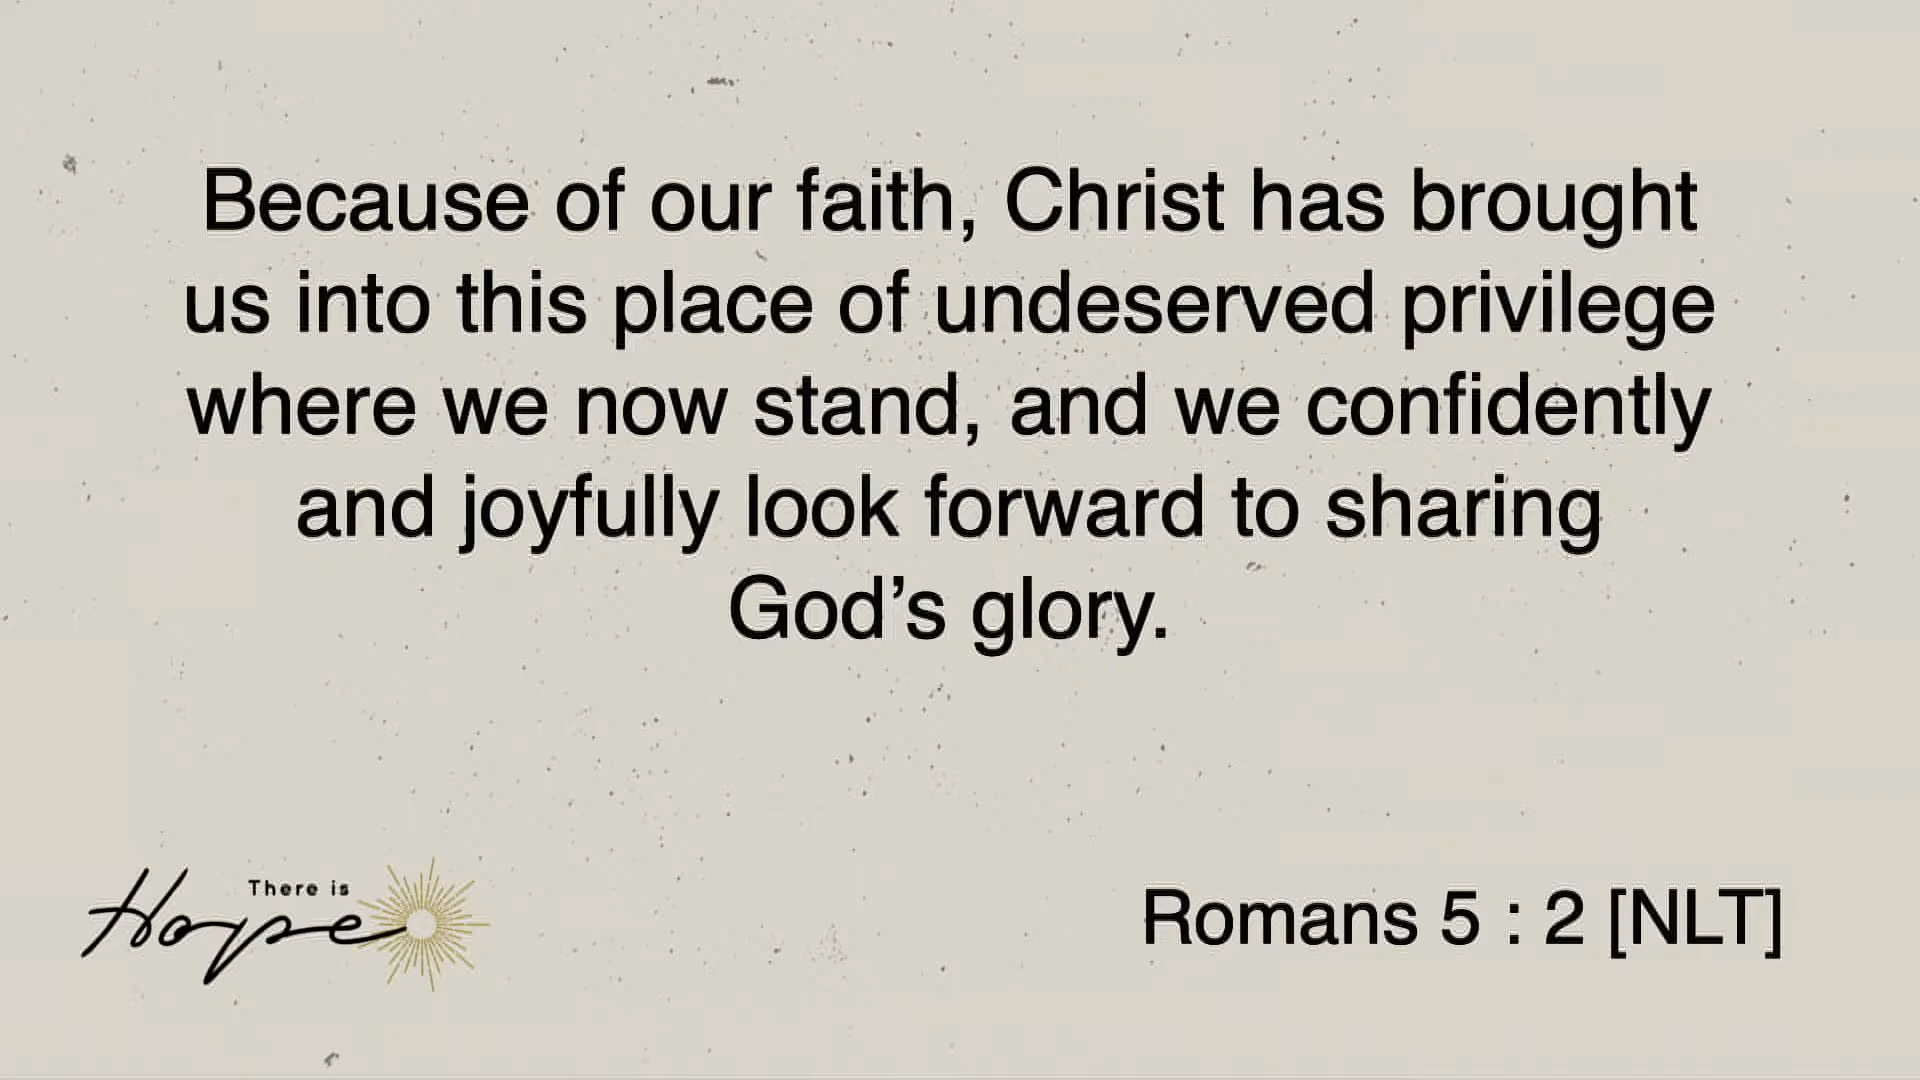 Because of our faith, Christ has brought
us into this place of undeserved privilege
where we now stand, and we confidently
and joyfully look forward to sharing
God’s glory.
There is
Hope
Romans 5 : 2 [NLT]